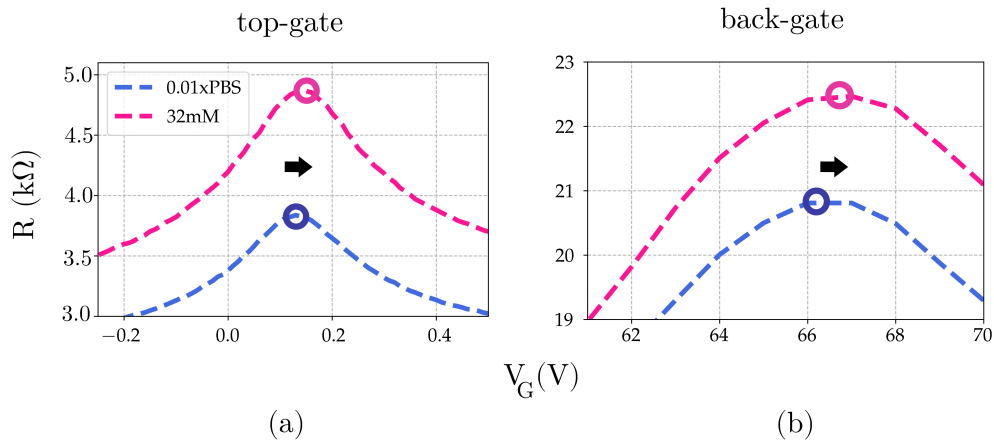 top-gate
back-gate
0.01xPBS
32mM
R (kΩ)
5.0
4.5
4.0
3.5
3.0
−0.2
0.0
0.2
0.4
23
22
21
20
19
62
64
66
68
70
V_G(V)
(a)
(b)